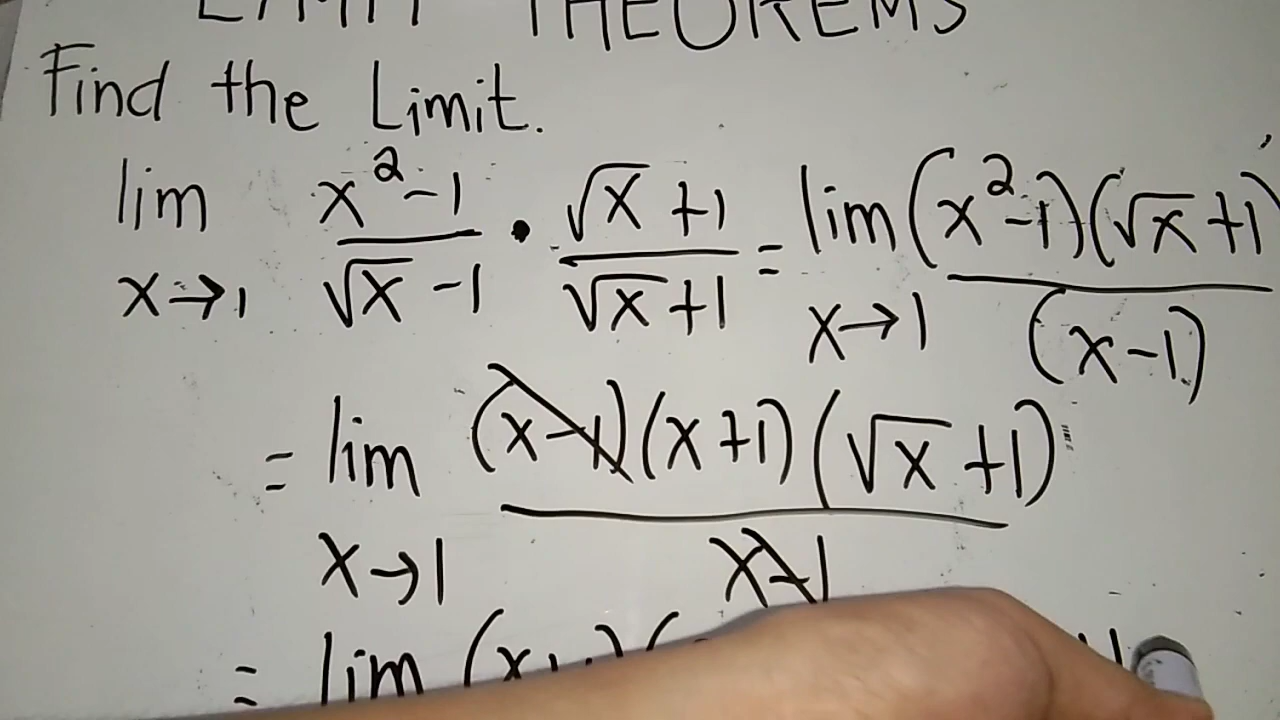 LIMIT THEOREMS
Find the Limit.
lim x→1 (x²-1)/(√x -1) • (√x +1)/(√x +1) = lim x→1 (x²-1)(√x +1)/(x-1)
= lim x→1 (x-1)(x+1)(√x +1)/(x-1)
= lim